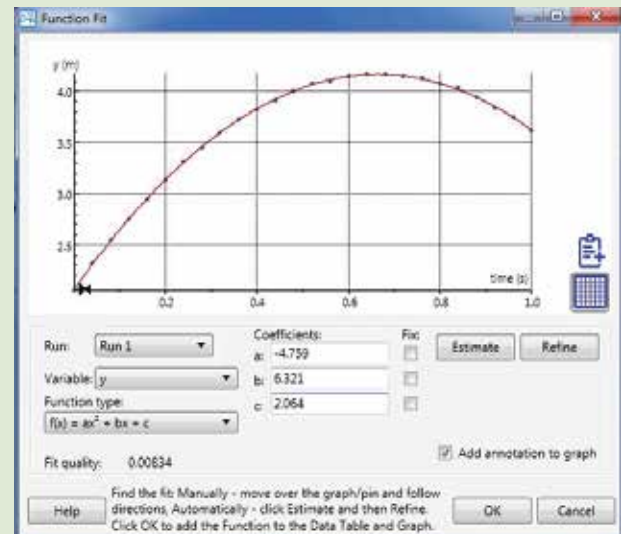 Function Fit
y (m)
4.0
3.5
3.0
2.5
time (s)
0.2 0.4 0.6 0.8 1.0
Run: Run 1
Variable: y
Function type:
f(x) = ax² + bx + c
Coefficients:
a: -4.759
b: 6.321
c: 2.064
Fix:
Estimate Refine
Fit quality: 0.00834
Add annotation to graph
Help
Find the fit: Manually - move over the graph/pin and follow
directions, Automatically - click Estimate and then Refine.
Click OK to add the Function to the Data Table and Graph.
OK Cancel